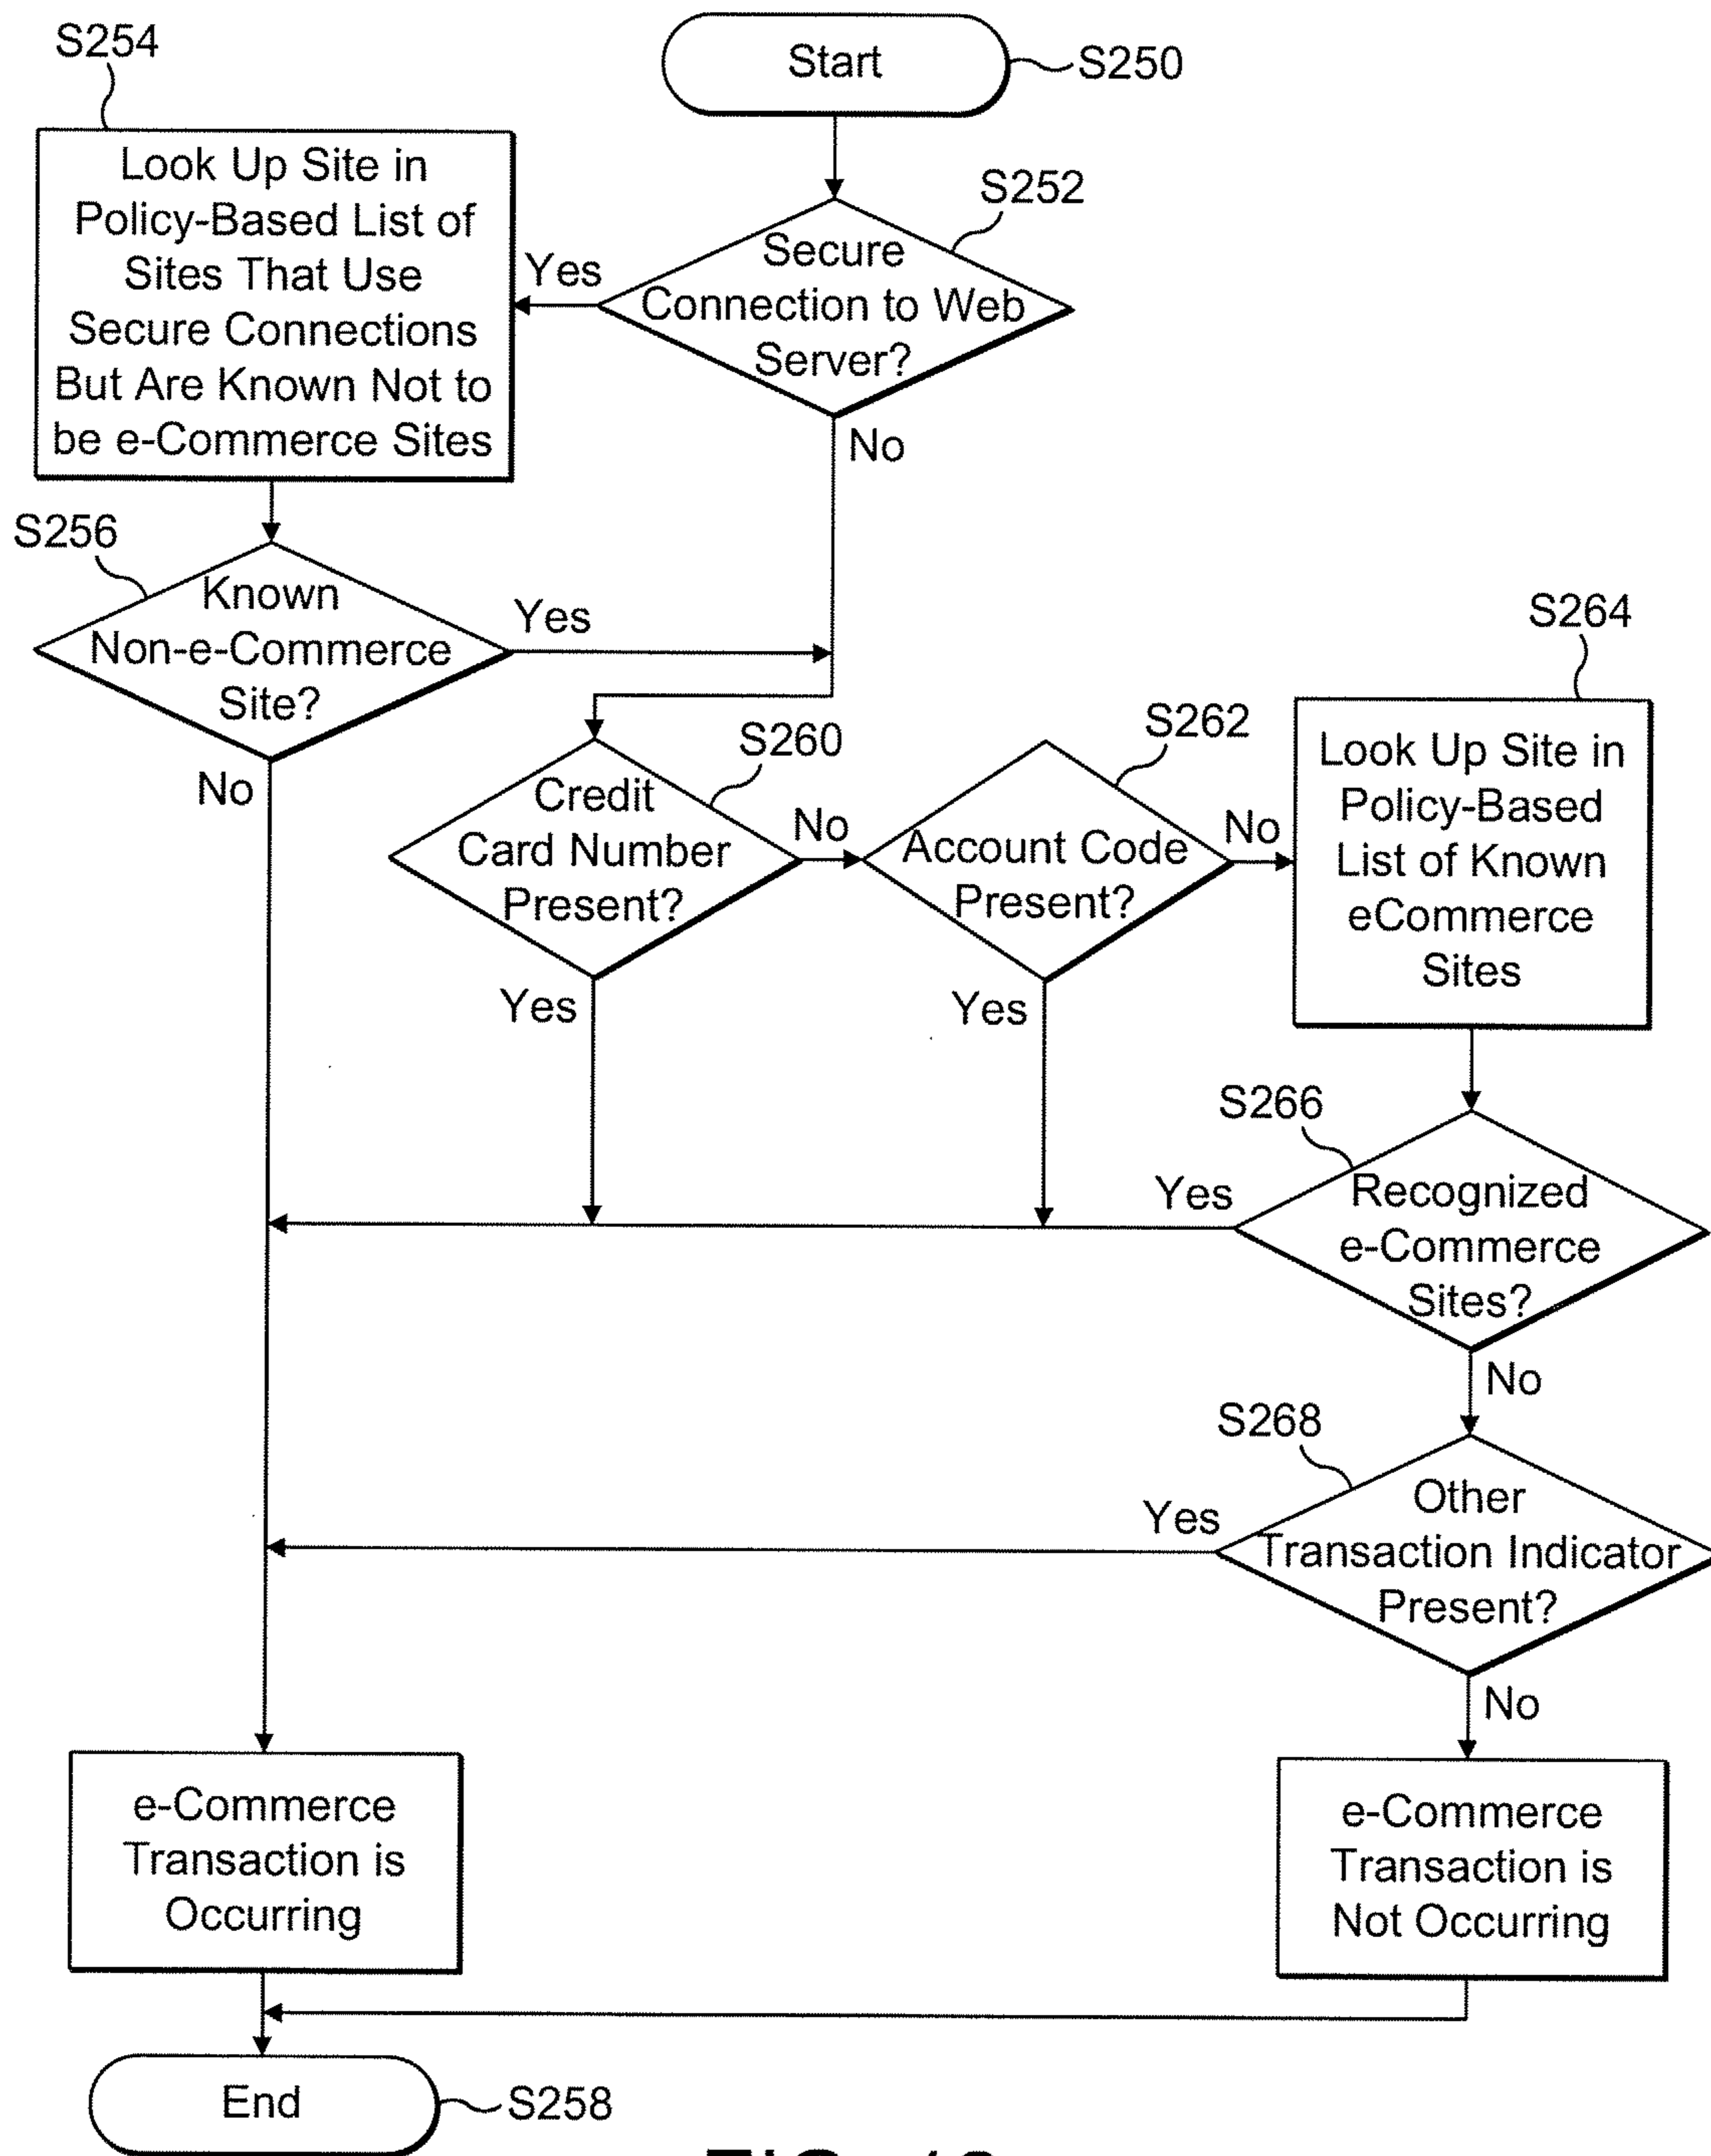 S254
Start
S250
Look Up Site in
Policy-Based List of
Sites That Use
Secure Connections
But Are Known Not to
be e-Commerce Sites
S252
Secure
Connection to Web
Server?
Yes
No
S256
Known
Non-e-Commerce
Site?
Yes
No
S260
Credit
Card Number
Present?
No
Yes
S262
Account Code
Present?
No
Yes
S264
Look Up Site in
Policy-Based
List of Known
eCommerce
Sites
S266
Recognized
e-Commerce
Sites?
Yes
No
S268
Other
Transaction Indicator
Present?
Yes
No
e-Commerce
Transaction is
Occurring
e-Commerce
Transaction is
Not Occurring
End
S258